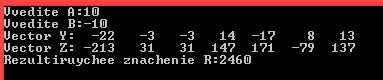 Vvedite A:10
Vvedite B:-10
Vector Y: -22 -3 -3 14 -17 8 13
Vector Z: -213 31 31 147 171 -79 137
Rezultiruychee znachenie R:2460